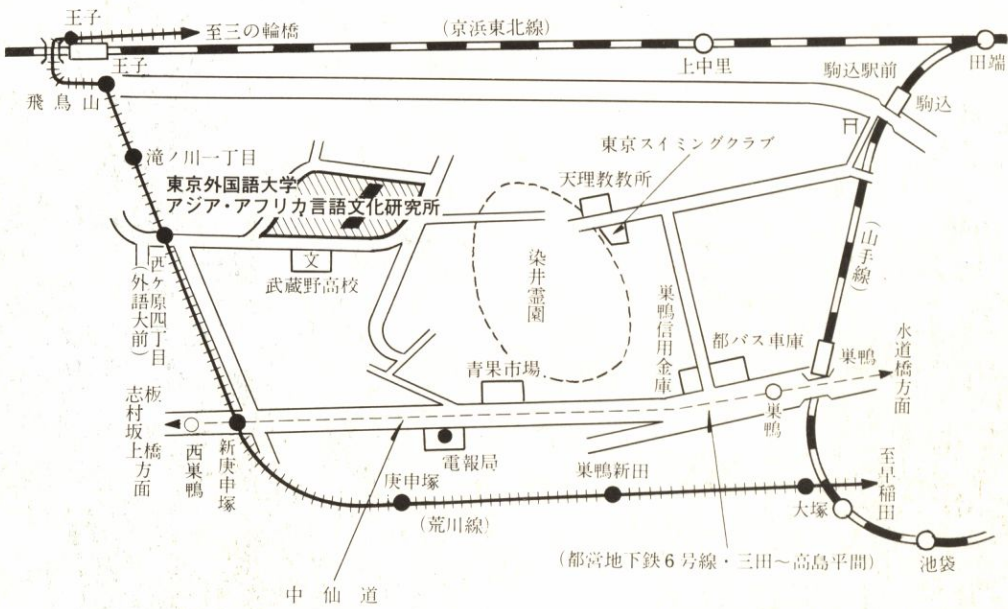 王子
至三の輪橋
(京浜東北線)
王子
上中里
田端
駒込駅前
駒込
飛鳥山
滝ノ川一丁目
東京外国語大学
アジア・アフリカ言語文化研究所
東京スイミングクラブ
天理教教所
文
武蔵野高校
西ヶ原四丁目
(外語大前)
染井霊園
(山手線)
巣鴨信用金庫
都バス車庫
巣鴨
水道橋方面
青果市場
巣鴨
板橋
志村坂上方面
西巣鴨
新庚申塚
電報局
庚申塚
巣鴨新田
大塚
至早稲田
(荒川線)
(都営地下鉄6号線・三田~高島平間)
池袋
中仙道